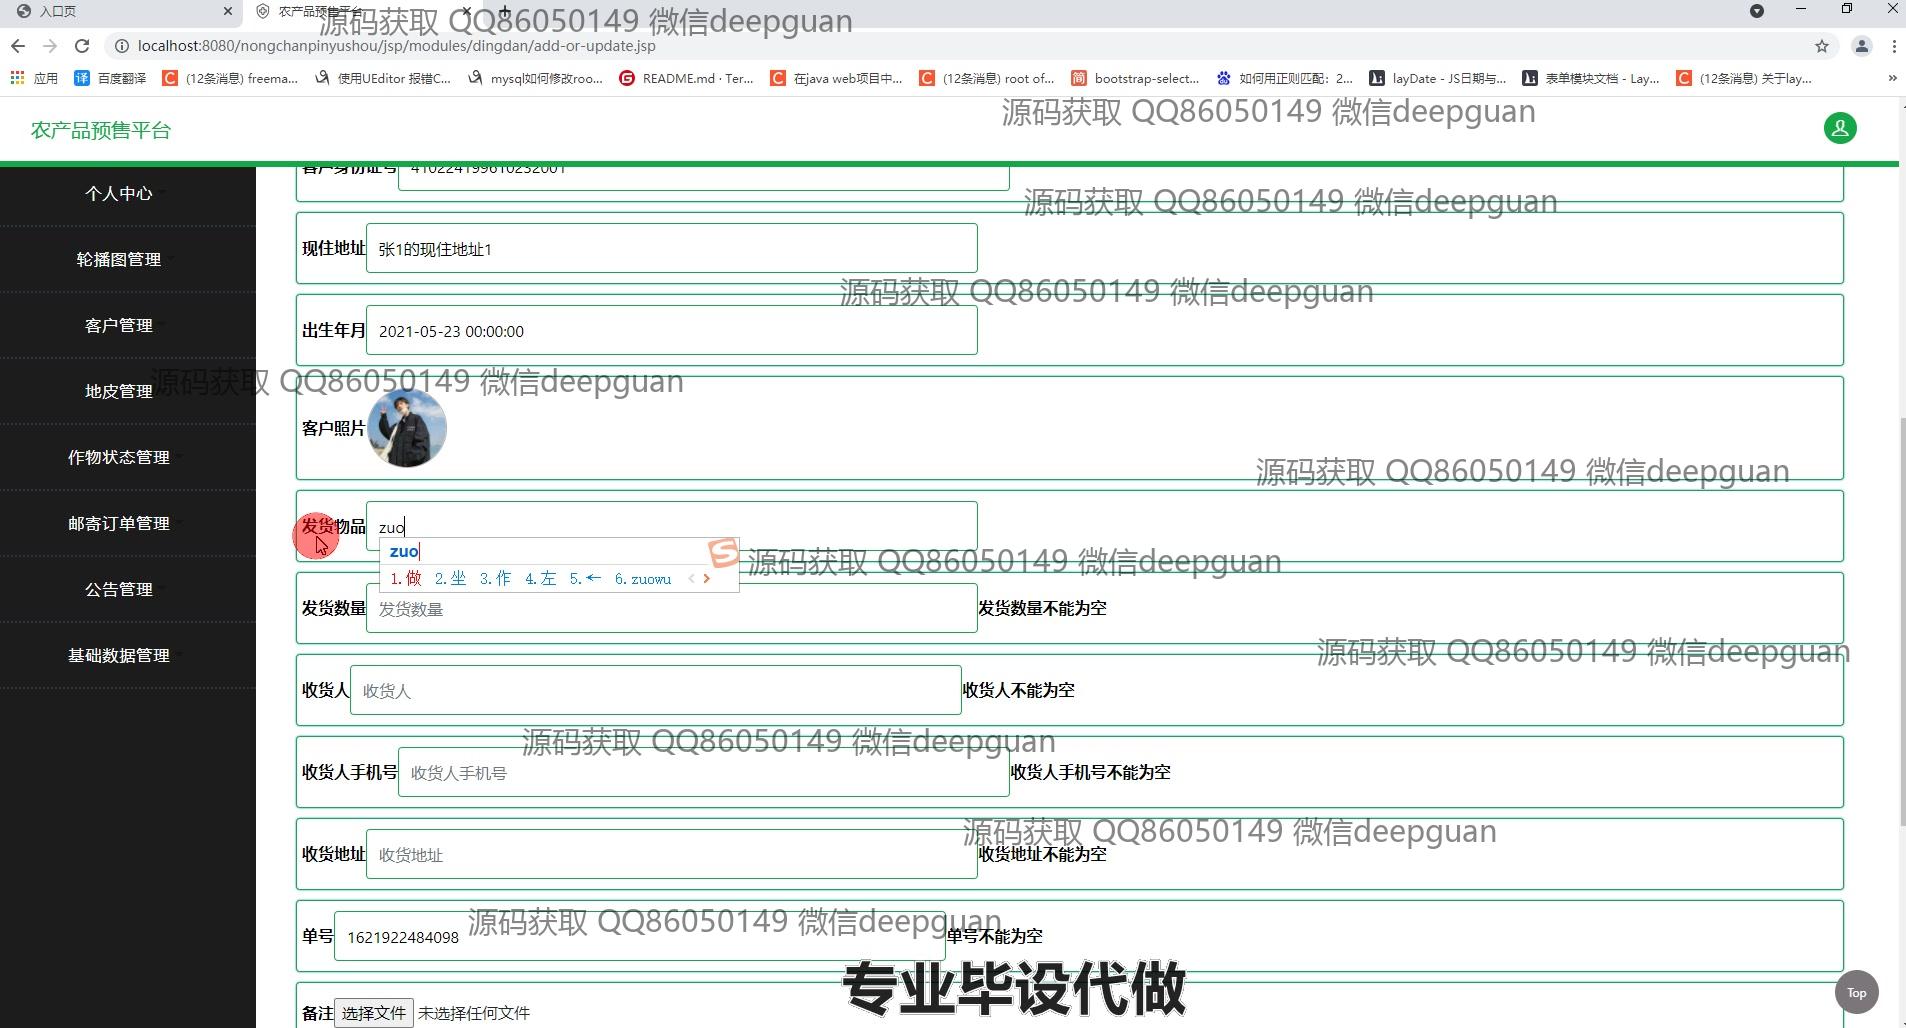 入口页
农产品预售平台
源码获取 QQ86050149 微信deepguan
localhost:8080/nongchanpinyushou/jsp/modules/dingdan/add-or-update.jsp
应用 百度翻译 (12条消息) freema... 使用UEditor 报错C... mysql如何修改roo... README.md · Ter... 在java web项目中... (12条消息) root of... bootstrap-select... 如何用正则匹配：2... layDate - JS日期与... 表单模块文档 - Lay... (12条消息) 关于lay... »
源码获取 QQ86050149 微信deepguan
农产品预售平台
客户身份证号 410224199610232001
个人中心
源码获取 QQ86050149 微信deepguan
现住地址 张1的现住地址1
轮播图管理
源码获取 QQ86050149 微信deepguan
客户管理
出生年月 2021-05-23 00:00:00
源码获取 QQ86050149 微信deepguan
地皮管理
客户照片
作物状态管理
源码获取 QQ86050149 微信deepguan
邮寄订单管理
发货物品 zuo
zuo
源码获取 QQ86050149 微信deepguan
1.做 2.坐 3.作 4.左 5.← 6.zuowu
公告管理
发货数量 发货数量 发货数量不能为空
基础数据管理
源码获取 QQ86050149 微信deepguan
收货人 收货人 收货人不能为空
源码获取 QQ86050149 微信deepguan
收货人手机号 收货人手机号 收货人手机号不能为空
源码获取 QQ86050149 微信deepguan
收货地址 收货地址 收货地址不能为空
源码获取 QQ86050149 微信deepguan
单号 1621922484098 单号不能为空
专业毕设代做
Top
备注 选择文件 未选择任何文件